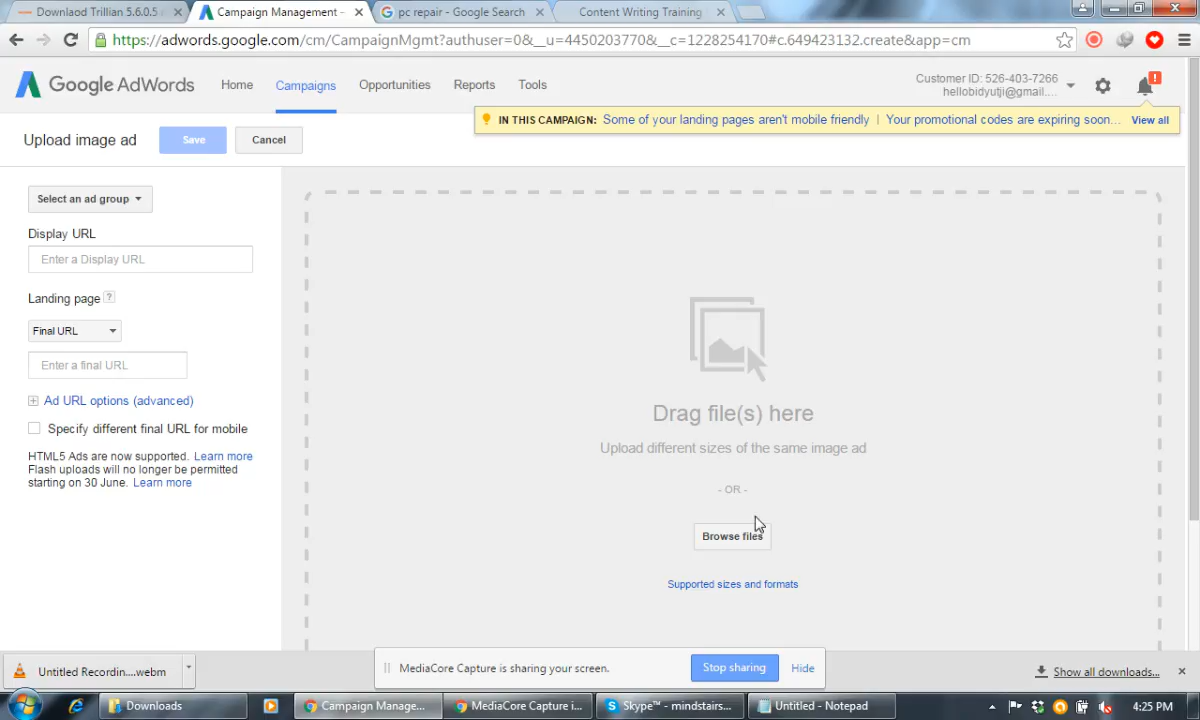 Downlaod Trillian 5.6.0.5
Campaign Management -
pc repair - Google Search
Content Writing Training
https://adwords.google.com/cm/CampaignMgmt?authuser=0&__u=4450203770&__c=1228254170#c.649423132.create&app=cm
Google AdWords
Home
Campaigns
Opportunities
Reports
Tools
Customer ID: 526-403-7266
hellobidyutji@gmail....
IN THIS CAMPAIGN: Some of your landing pages aren't mobile friendly | Your promotional codes are expiring soon... View all
Upload image ad
Save
Cancel
Select an ad group
Display URL
Enter a Display URL
Landing page ?
Final URL
Enter a final URL
Ad URL options (advanced)
Specify different final URL for mobile
HTML5 Ads are now supported. Learn more
Flash uploads will no longer be permitted
starting on 30 June. Learn more
Drag file(s) here
Upload different sizes of the same image ad
- OR -
Browse files
Supported sizes and formats
Untitled Recordin....webm
MediaCore Capture is sharing your screen.
Stop sharing
Hide
Show all downloads...
Downloads
Campaign Manage...
MediaCore Capture i...
Skype™ - mindstairs...
Untitled - Notepad
4:25 PM